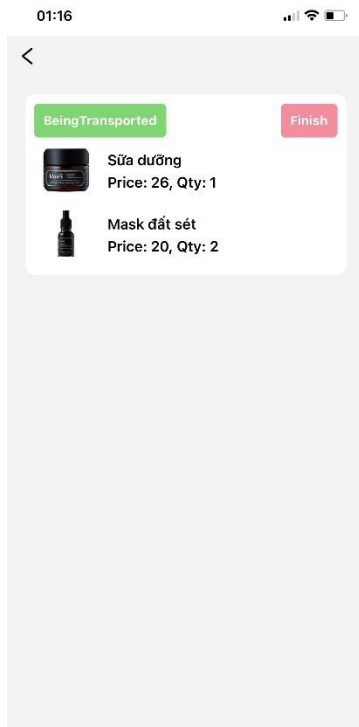 01:16
BeingTransported
Finish
Sữa dưỡng
Price: 26, Qty: 1
Mask đất sét
Price: 20, Qty: 2